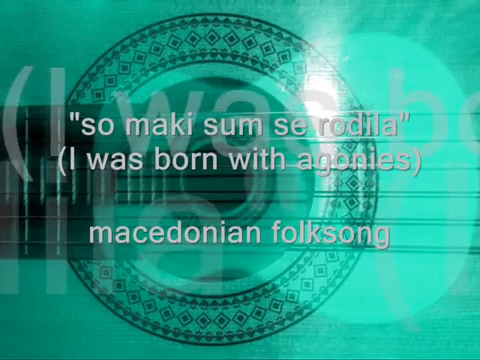 "so maki sum se rodila"
(I was born with agonies)
macedonian folksong